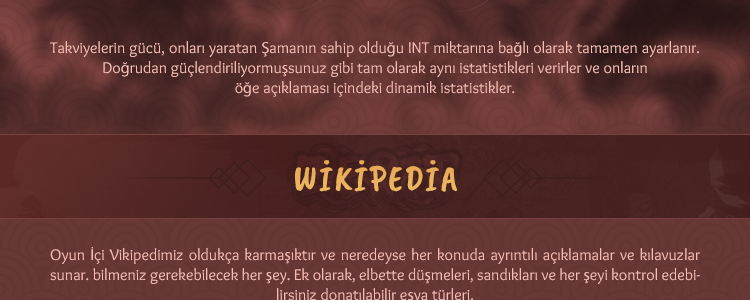 Takviyelerin gücü, onları yaratan Şamanın sahip olduğu INT miktarına bağlı olarak tamamen ayarlanır.
Doğrudan güçlendiriliyormuşsunuz gibi tam olarak aynı istatistikleri verirler ve onların
öğe açıklaması içindeki dinamik istatistikler.
WİKİPEDİA
Oyun İçi Vikipedimiz oldukça karmaşıktır ve neredeyse her konuda ayrıntılı açıklamalar ve kılavuzlar
sunar. bilmeniz gerekebilecek her şey. Ek olarak, elbette düşmeleri, sandıkları ve her şeyi kontrol edebi-
lirsiniz donatılabilir eşya türleri.